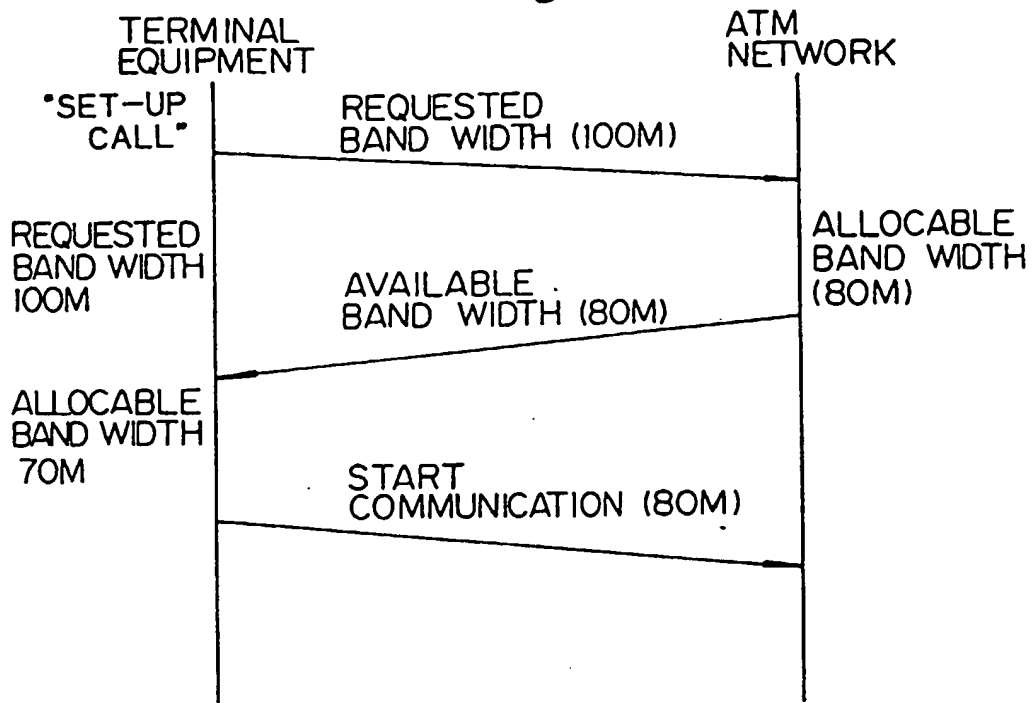 TERMINAL
EQUIPMENT
ATM
NETWORK
"SET-UP
CALL"
REQUESTED
BAND WIDTH (100M)
REQUESTED
BAND WIDTH
100M
ALLOCABLE
BAND WIDTH
(80M)
AVAILABLE
BAND WIDTH (80M)
ALLOCABLE
BAND WIDTH
70M
START
COMMUNICATION (80M)